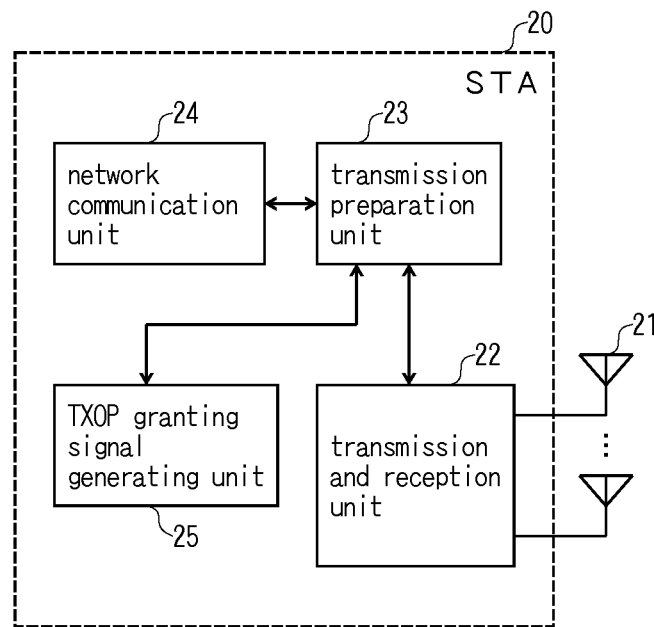 20
STA
24
23
network
communication
unit
transmission
preparation
unit
21
22
TXOP granting
signal
generating unit
transmission
and reception
unit
25